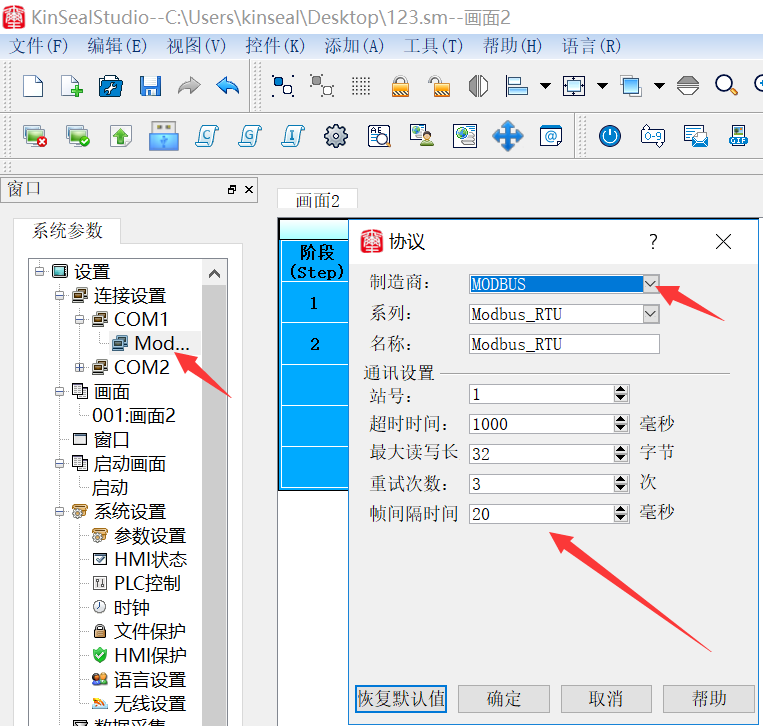 KinSealStudio--C:\Users\kinseal\Desktop\123.sm--画面2
文件(F) 编辑(E) 视图(V) 控件(K) 添加(A) 工具(T) 帮助(H) 语言(R)
窗口
系统参数
设置
连接设置
COM1
Mod...
COM2
画面
001:画面2
窗口
启动画面
启动
系统设置
参数设置
HMI状态
PLC控制
时钟
文件保护
HMI保护
语言设置
无线设置
数据采集
画面2
阶段
(Step)
1
2
协议
制造商: MODBUS
系列: Modbus_RTU
名称: Modbus_RTU
通讯设置
站号: 1
超时时间: 1000 毫秒
最大读写长 32 字节
重试次数: 3 次
帧间隔时间 20 毫秒
恢复默认值 确定 取消 帮助